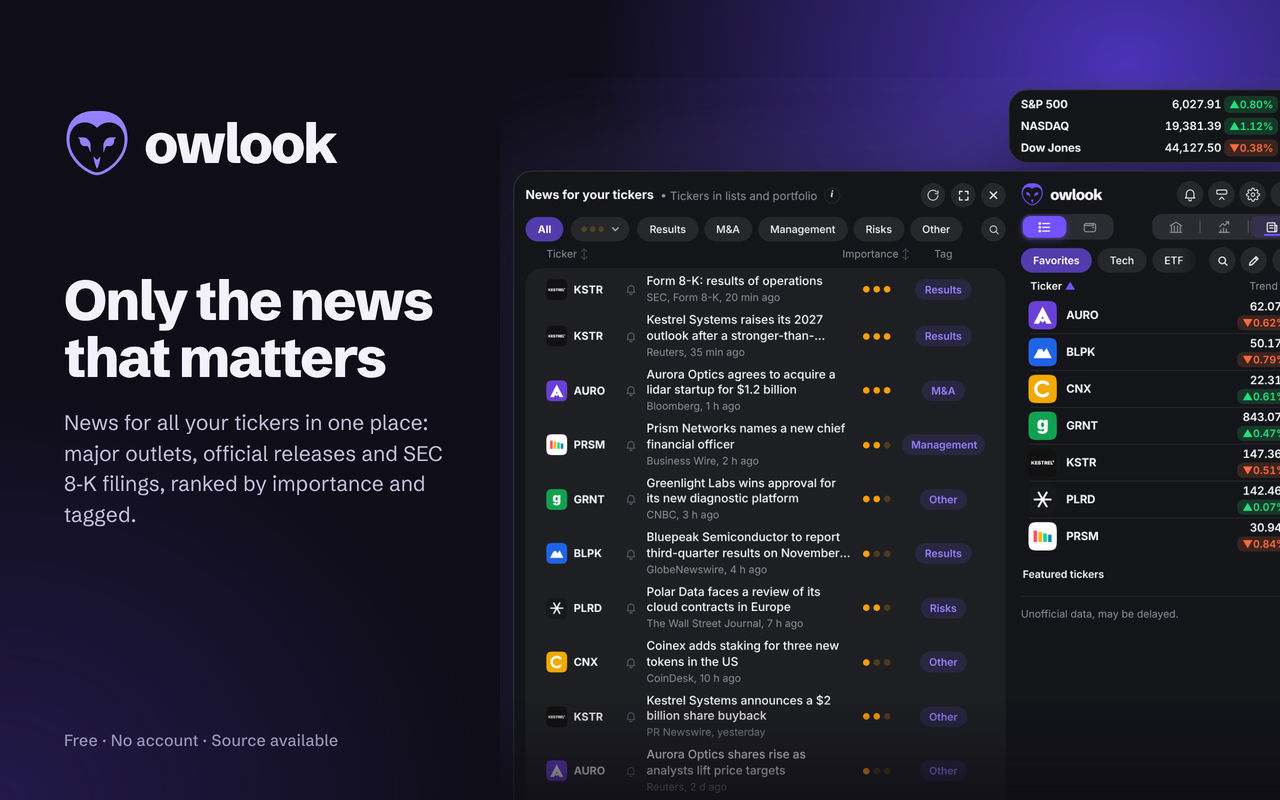 owlook
Only the news
that matters
News for all your tickers in one place:
major outlets, official releases and SEC
8-K filings, ranked by importance and
tagged.
Free · No account · Source available
S&P 500 6,027.91 ▲0.80%
NASDAQ 19,381.39 ▲1.12%
Dow Jones 44,127.50 ▼0.38%
News for your tickers • Tickers in lists and portfolio i
All Results M&A Management Risks Other
Ticker Importance Tag
KSTR Form 8-K: results of operations Results
SEC, Form 8-K, 20 min ago
Kestrel Systems raises its 2027
KSTR outlook after a stronger-than-... Results
Reuters, 35 min ago
Aurora Optics agrees to acquire a
AURO lidar startup for $1.2 billion M&A
Bloomberg, 1 h ago
Prism Networks names a new chief
PRSM financial officer Management
Business Wire, 2 h ago
Greenlight Labs wins approval for
GRNT its new diagnostic platform Other
CNBC, 3 h ago
Bluepeak Semiconductor to report
BLPK third-quarter results on November... Results
GlobeNewswire, 4 h ago
Polar Data faces a review of its
PLRD cloud contracts in Europe Risks
The Wall Street Journal, 7 h ago
Coinex adds staking for three new
CNX tokens in the US Other
CoinDesk, 10 h ago
Kestrel Systems announces a $2
KSTR billion share buyback Other
PR Newswire, yesterday
Aurora Optics shares rise as
AURO analysts lift price targets Other
Reuters, 2 d ago
owlook
Favorites Tech ETF
Ticker ▲ Trend
AURO 62.07
▼0.62%
BLPK 50.17
▼0.79%
CNX 22.31
▲0.61%
GRNT 843.07
▲0.47%
KESTREL KSTR 147.36
▼0.51%
PLRD 142.46
▲0.07%
PRSM 30.94
▼0.84%
Featured tickers
Unofficial data, may be delayed.